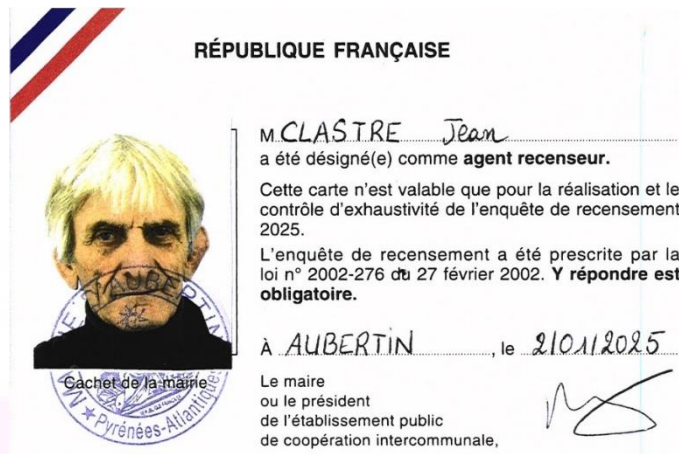 RÉPUBLIQUE FRANÇAISE
M CLASTRE Jean
a été désigné(e) comme agent recenseur.
Cette carte n'est valable que pour la réalisation et le
contrôle d'exhaustivité de l'enquête de recensement
2025.
L'enquête de recensement a été prescrite par la
loi n° 2002-276 du 27 février 2002. Y répondre est
obligatoire.
À AUBERTIN, le 2/01/2025
Cachet de la mairie
Le maire
ou le président
de l'établissement public
de coopération intercommunale,
D'AUBERTIN
Pyrénées-Atlantiques